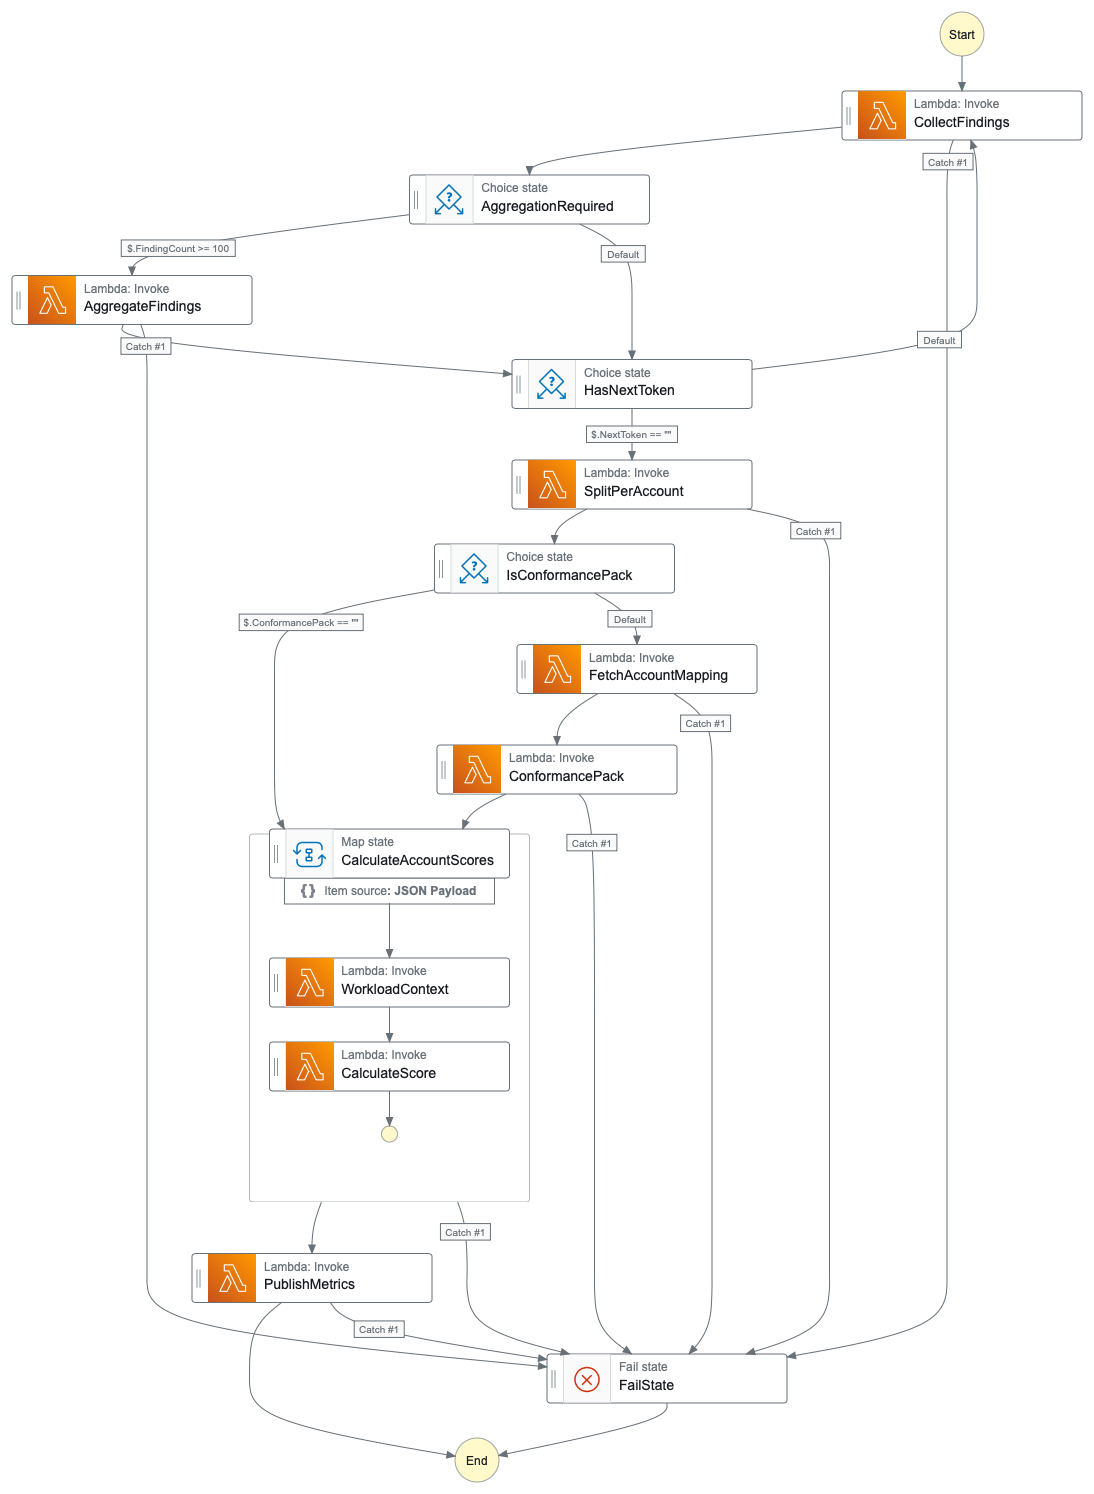 Start
Lambda: Invoke
CollectFindings
Catch #1
Choice state
AggregationRequired
$.FindingCount >= 100
Default
Lambda: Invoke
AggregateFindings
Catch #1
Default
Choice state
HasNextToken
$.NextToken == ""
Lambda: Invoke
SplitPerAccount
Catch #1
Choice state
IsConformancePack
$.ConformancePack == ""
Default
Lambda: Invoke
FetchAccountMapping
Catch #1
Lambda: Invoke
ConformancePack
Catch #1
Map state
CalculateAccountScores
{} Item source: JSON Payload
Lambda: Invoke
WorkloadContext
Lambda: Invoke
CalculateScore
Catch #1
Lambda: Invoke
PublishMetrics
Catch #1
Fail state
FailState
End